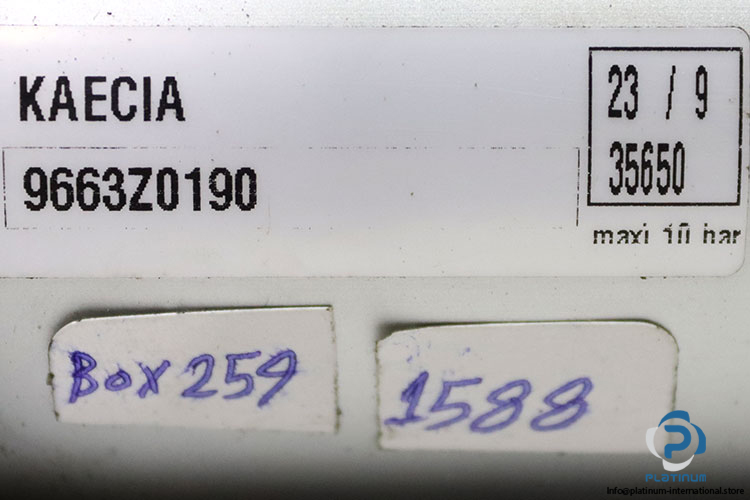 KAECIA
9663Z0190
23 / 9
35650
maxi 10 bar
Box 259
1588
PLATINUM
Info@platinum-international.store